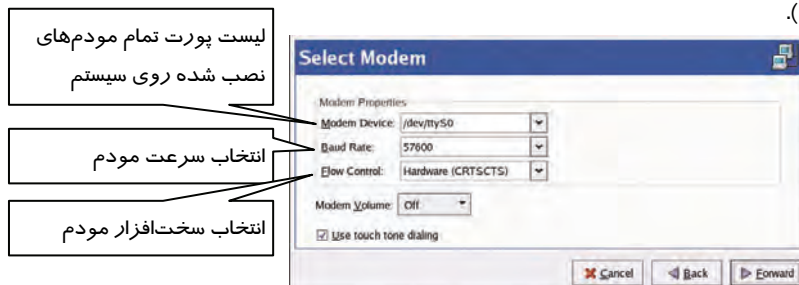 ).
لیست پورت تمام مودم‌های
نصب شده روی سیستم
انتخاب سرعت مودم
انتخاب سخت‌افزار مودم
Select Modem
Modem Properties
Modem Device: /dev/ttyS0
Baud Rate: 57600
Flow Control: Hardware (CRTSCTS)
Modem Volume: Off
Use touch tone dialing
Cancel
Back
Forward